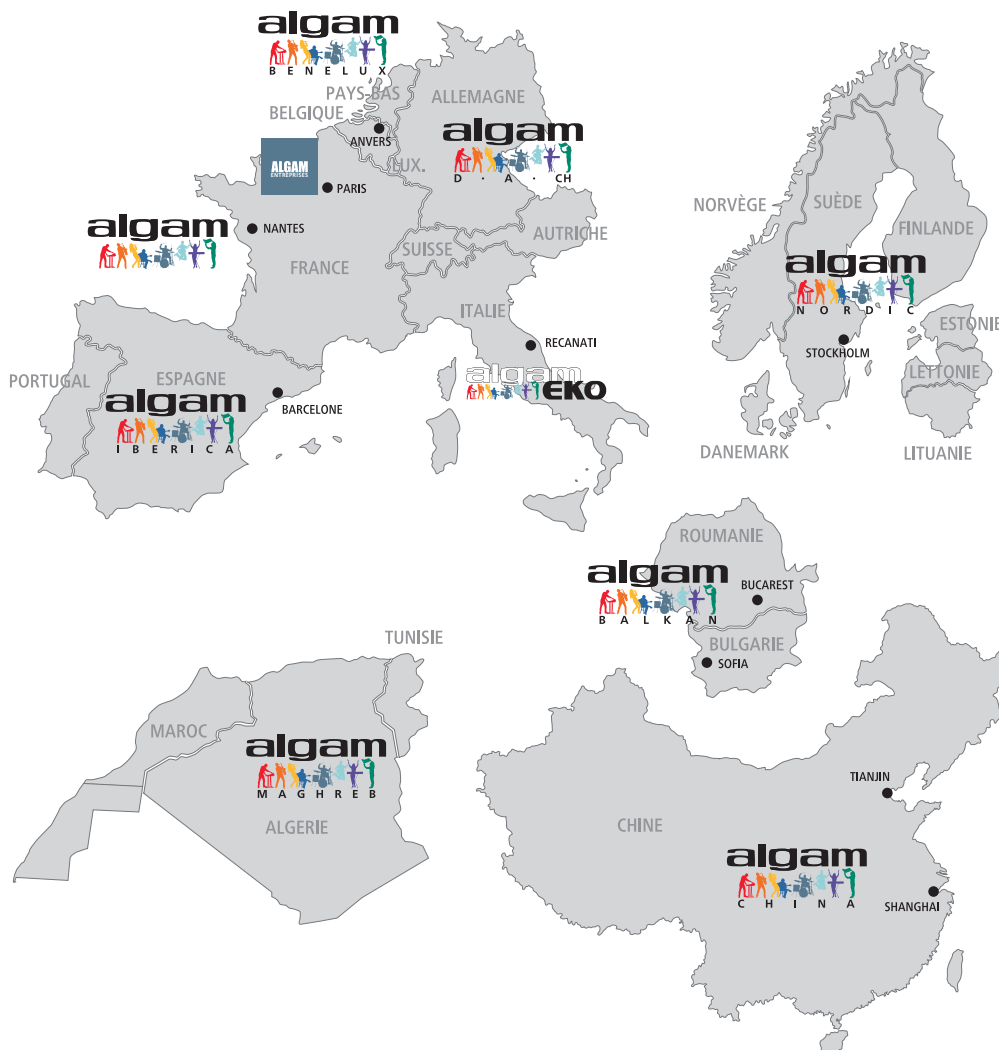 algam
BENELUX
PAYS-BAS
ALLEMAGNE
BELGIQUE
ANVERS
algam
D · A · CH
LUX.
ALGAM
ENTREPRISES
PARIS
algam
NANTES
FRANCE
SUISSE
AUTRICHE
ITALIE
RECANATI
algam
EKO
PORTUGAL
ESPAGNE
algam
IBERICA
BARCELONE
NORVÈGE
SUÈDE
FINLANDE
algam
NORDIC
STOCKHOLM
ESTONIE
LETTONIE
DANEMARK
LITUANIE
ROUMANIE
algam
BALKAN
BUCAREST
BULGARIE
SOFIA
TUNISIE
MAROC
algam
MAGHREB
ALGERIE
TIANJIN
CHINE
algam
CHINA
SHANGHAI